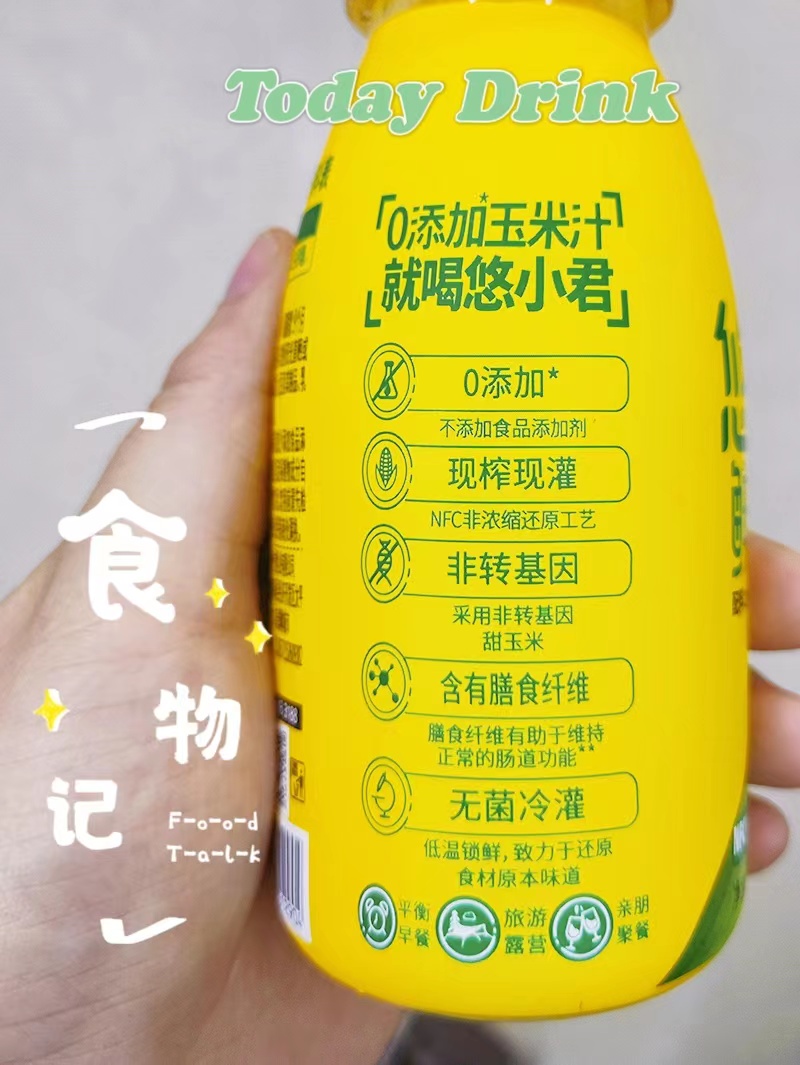 Today Drink
0添加*玉米汁
就喝悠小君
0添加*
不添加食品添加剂
现榨现灌
NFC非浓缩还原工艺
非转基因
采用非转基因
甜玉米
含有膳食纤维
膳食纤维有助于维持
正常的肠道功能**
无菌冷灌
低温锁鲜,致力于还原
食材原本味道
平衡
早餐
旅游
露营
亲朋
聚餐
食
物
记
F-o-o-d
T-a-l-k